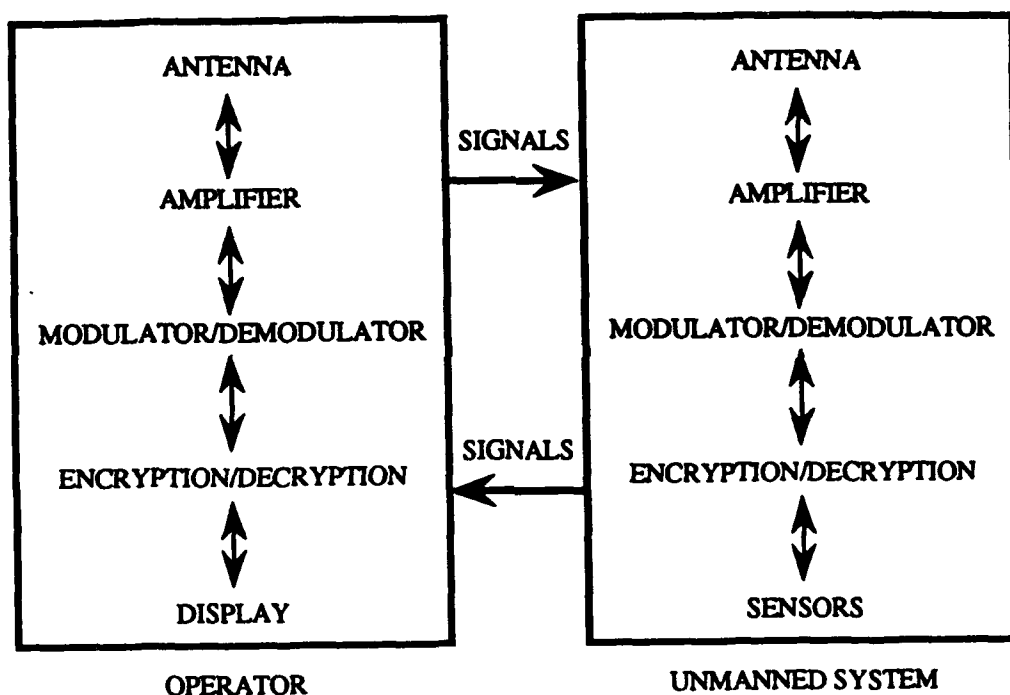 ANTENNA
AMPLIFIER
MODULATOR/DEMODULATOR
ENCRYPTION/DECRYPTION
DISPLAY
OPERATOR
SIGNALS
SIGNALS
ANTENNA
AMPLIFIER
MODULATOR/DEMODULATOR
ENCRYPTION/DECRYPTION
SENSORS
UNMANNED SYSTEM